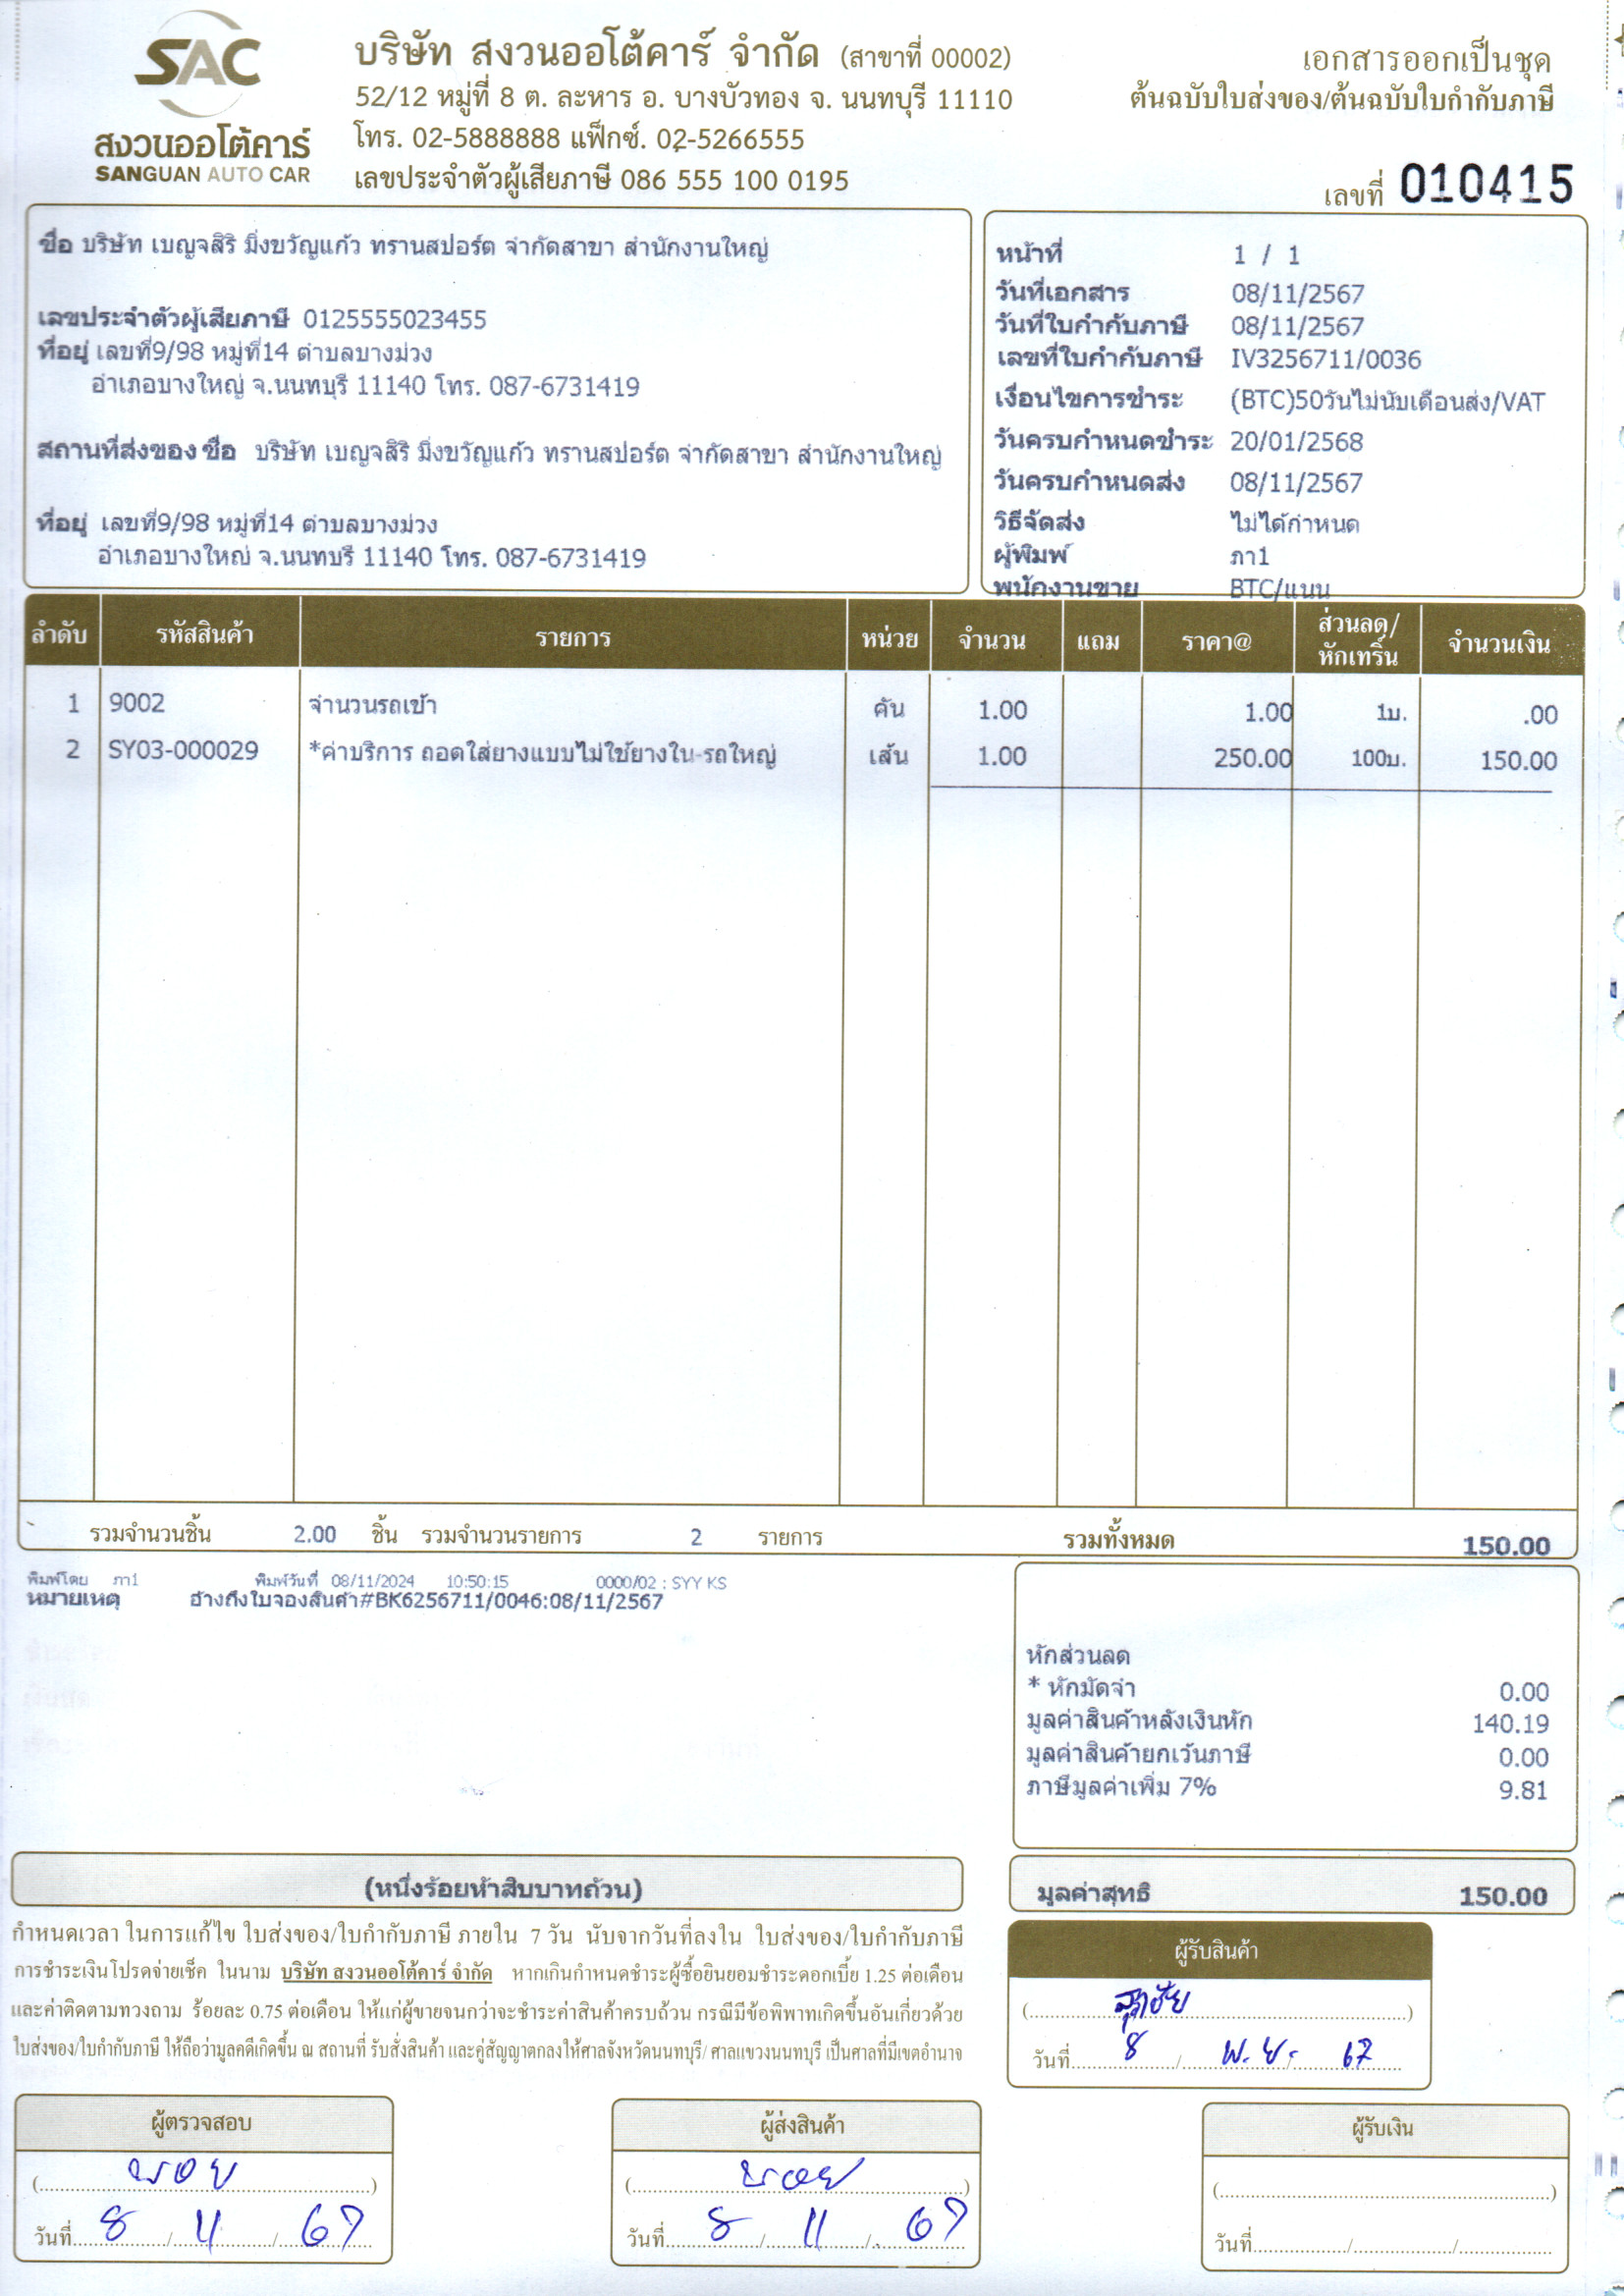 SAC
สงวนออโต้คาร์
SANGUAN AUTO CAR
บริษัท สงวนออโต้คาร์ จำกัด (สาขาที่ 00002)
52/12 หมู่ที่ 8 ต. ละหาร อ. บางบัวทอง จ. นนทบุรี 11110
โทร. 02-5888888 แฟ็กซ์. 02-5266555
เลขประจำตัวผู้เสียภาษี 086 555 100 0195
เอกสารออกเป็นชุด
ต้นฉบับใบส่งของ/ต้นฉบับใบกำกับภาษี
เลขที่ 010415
ชื่อ บริษัท เบญจสิริ มิ่งขวัญแก้ว ทรานสปอร์ต จำกัดสาขา สำนักงานใหญ่
เลขประจำตัวผู้เสียภาษี 0125555023455
ที่อยู่ เลขที่9/98 หมู่ที่14 ตำบลบางม่วง
อำเภอบางใหญ่ จ.นนทบุรี 11140 โทร. 087-6731419
สถานที่ส่งของ ชื่อ บริษัท เบญจสิริ มิ่งขวัญแก้ว ทรานสปอร์ต จำกัดสาขา สำนักงานใหญ่
ที่อยู่ เลขที่9/98 หมู่ที่14 ตำบลบางม่วง
อำเภอบางใหญ่ จ.นนทบุรี 11140 โทร. 087-6731419
หน้าที่ 1 / 1
วันที่เอกสาร 08/11/2567
วันที่ใบกำกับภาษี 08/11/2567
เลขที่ใบกำกับภาษี IV3256711/0036
เงื่อนไขการชำระ (BTC)50วันไม่นับเดือนส่ง/VAT
วันครบกำหนดชำระ 20/01/2568
วันครบกำหนดส่ง 08/11/2567
วิธีจัดส่ง ไม่ได้กำหนด
ผู้พิมพ์ ภา1
พนักงานขาย BTC/แนน
ลำดับ รหัสสินค้า รายการ หน่วย จำนวน แถม ราคา@ ส่วนลด/หักเทริ์น จำนวนเงิน
1 9002 จำนวนรถเข้า คัน 1.00 1.00 1บ. .00
2 SY03-000029 *ค่าบริการ ถอดใส่ยางแบบไม่ใช้ยางใน-รถใหญ่ เส้น 1.00 250.00 100บ. 150.00
รวมจำนวนชิ้น 2.00 ชิ้น รวมจำนวนรายการ 2 รายการ รวมทั้งหมด 150.00
พิมพ์โดย ภา1 พิมพ์วันที่ 08/11/2024 10:50:15 0000/02 : SYY KS
หมายเหตุ อ้างถึงใบจองสินค้า#BK6256711/0046:08/11/2567
หักส่วนลด
* หักมัดจำ 0.00
มูลค่าสินค้าหลังเงินหัก 140.19
มูลค่าสินค้ายกเว้นภาษี 0.00
ภาษีมูลค่าเพิ่ม 7% 9.81
(หนึ่งร้อยห้าสิบบาทถ้วน)
มูลค่าสุทธิ 150.00
กำหนดเวลา ในการแก้ไข ใบส่งของ/ใบกำกับภาษี ภายใน 7 วัน นับจากวันที่ลงใน ใบส่งของ/ใบกำกับภาษี
การชำระเงินโปรดจ่ายเช็ค ในนาม บริษัท สงวนออโต้คาร์ จำกัด หากเกินกำหนดชำระผู้ซื้อยินยอมชำระดอกเบี้ย 1.25 ต่อเดือน
และค่าติดตามทวงถาม ร้อยละ 0.75 ต่อเดือน ให้แก่ผู้ขายจนกว่าจะชำระค่าสินค้าครบถ้วน กรณีมีข้อพิพาทเกิดขึ้นอันเกี่ยวด้วย
ใบส่งของ/ใบกำกับภาษี ให้ถือว่ามูลคดีเกิดขึ้น ณ สถานที่ รับสั่งสินค้า และคู่สัญญาตกลงให้ศาลจังหวัดนนทบุรี/ ศาลแขวงนนทบุรี เป็นศาลที่มีเขตอำนาจ
ผู้รับสินค้า
วันที่ 8 / พ.ย. / 67
ผู้ตรวจสอบ
วันที่ 8 / 11 / 67
ผู้ส่งสินค้า
วันที่ 8 / 11 / 67
ผู้รับเงิน
วันที่